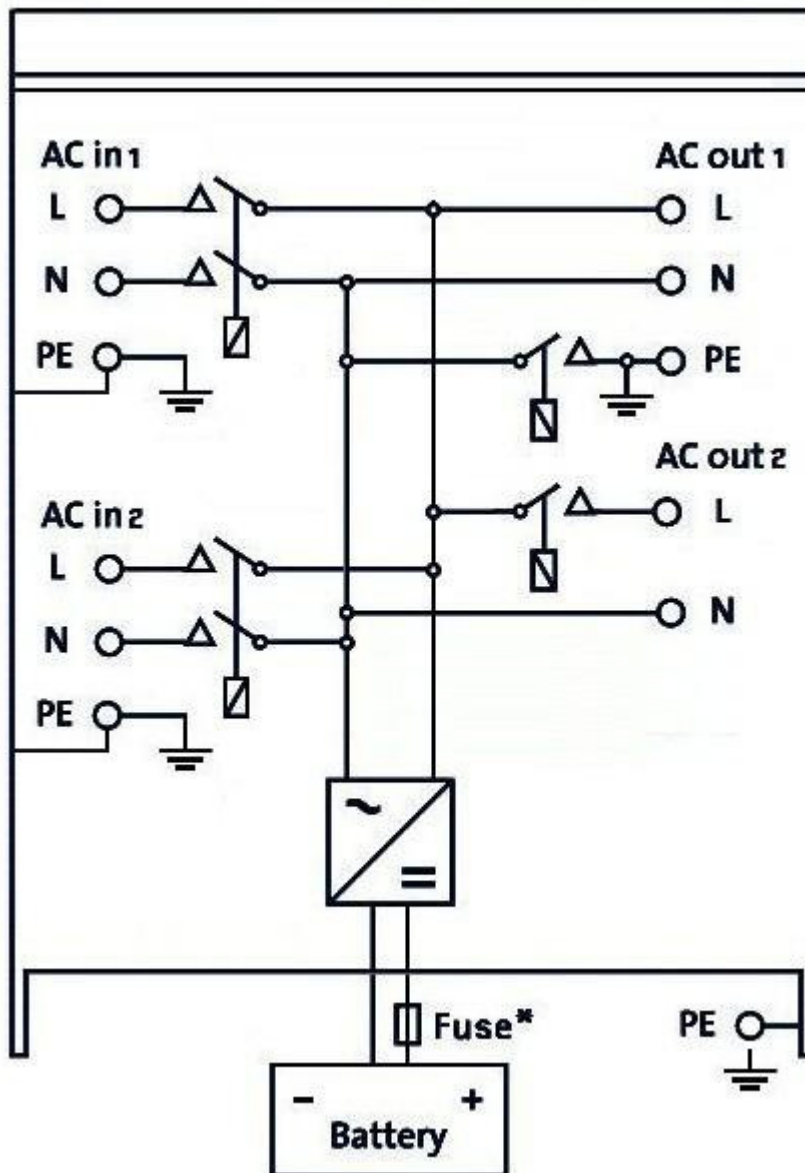 AC in 1
L
N
PE
AC out 1
L
N
PE
AC out 2
L
N
AC in 2
L
N
PE
Fuse*
PE
- +
Battery